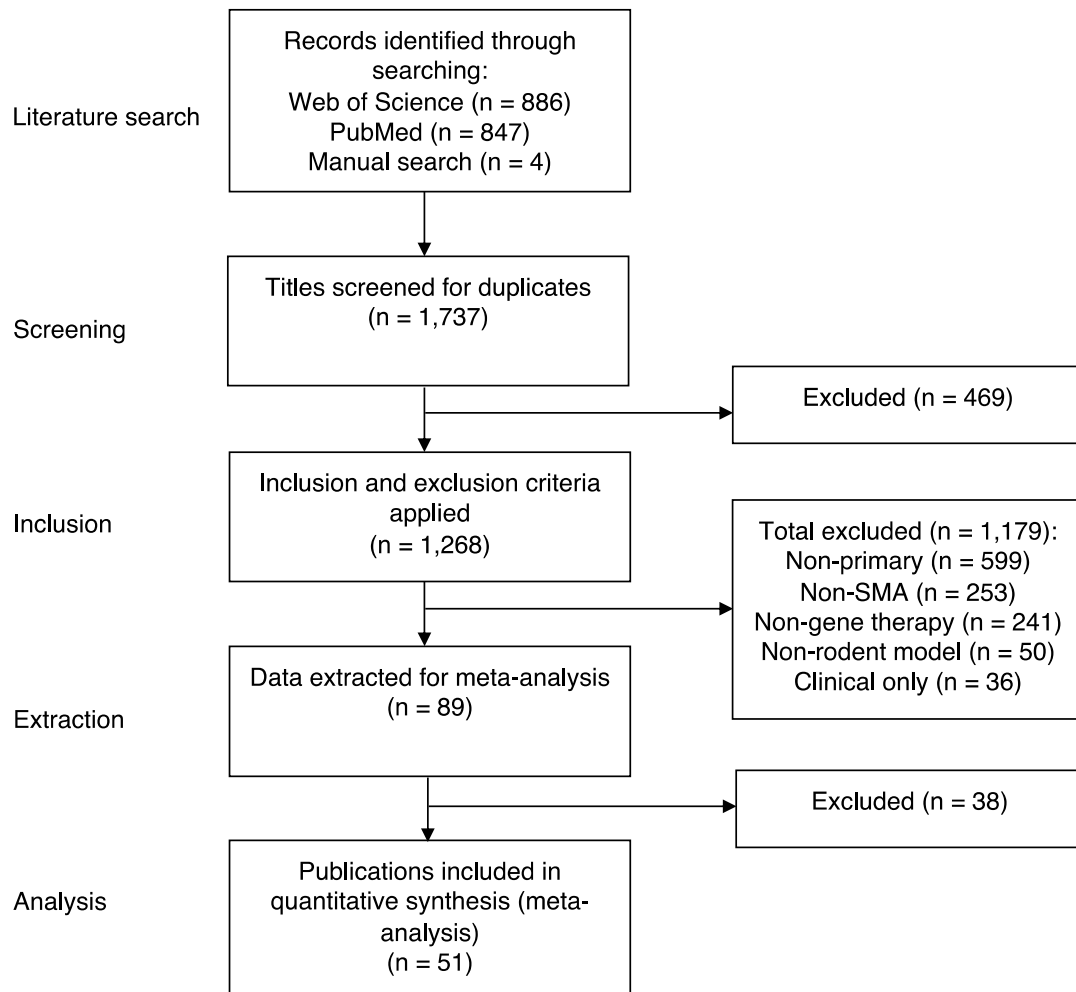 Literature search
Records identified through
searching:
Web of Science (n = 886)
PubMed (n = 847)
Manual search (n = 4)
Screening
Titles screened for duplicates
(n = 1,737)
Excluded (n = 469)
Inclusion
Inclusion and exclusion criteria
applied
(n = 1,268)
Total excluded (n = 1,179):
Non-primary (n = 599)
Non-SMA (n = 253)
Non-gene therapy (n = 241)
Non-rodent model (n = 50)
Clinical only (n = 36)
Extraction
Data extracted for meta-analysis
(n = 89)
Excluded (n = 38)
Analysis
Publications included in
quantitative synthesis (meta-
analysis)
(n = 51)